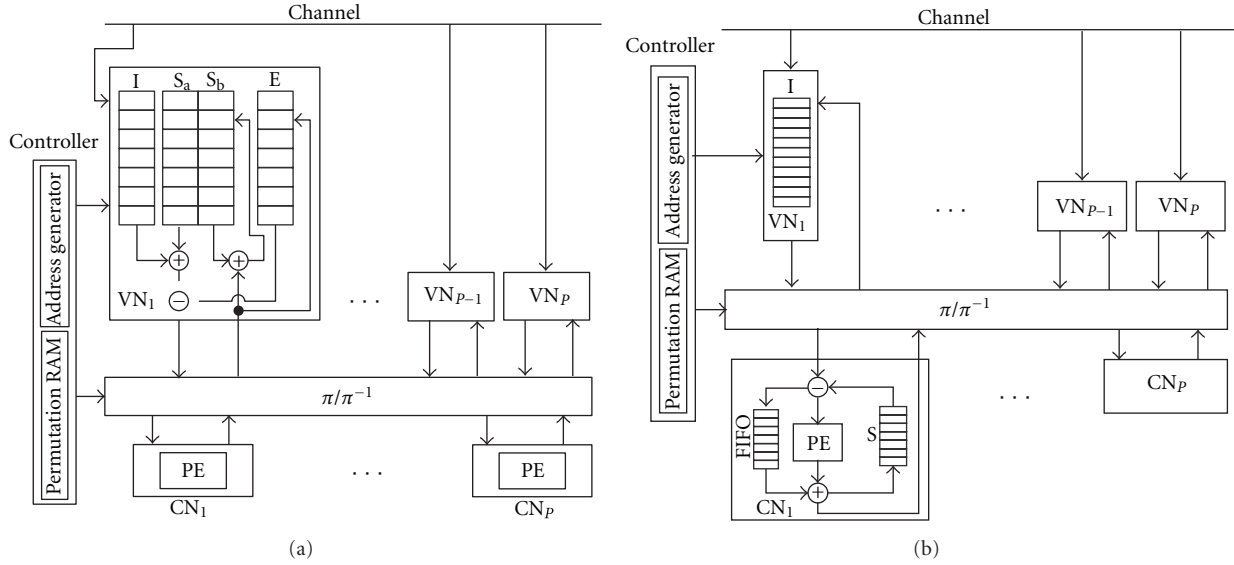 Channel
I S_a S_b E
Controller
Address generator
Permutation RAM
+ +
VN_1 −
. . .
VN_{P−1}
VN_P
π/π^{−1}
PE
CN_1
. . .
PE
CN_P
(a)
Channel
Controller
Address generator
Permutation RAM
I
VN_1
. . .
VN_{P−1}
VN_P
π/π^{−1}
−
FIFO
PE
S
+
CN_1
. . .
CN_P
(b)